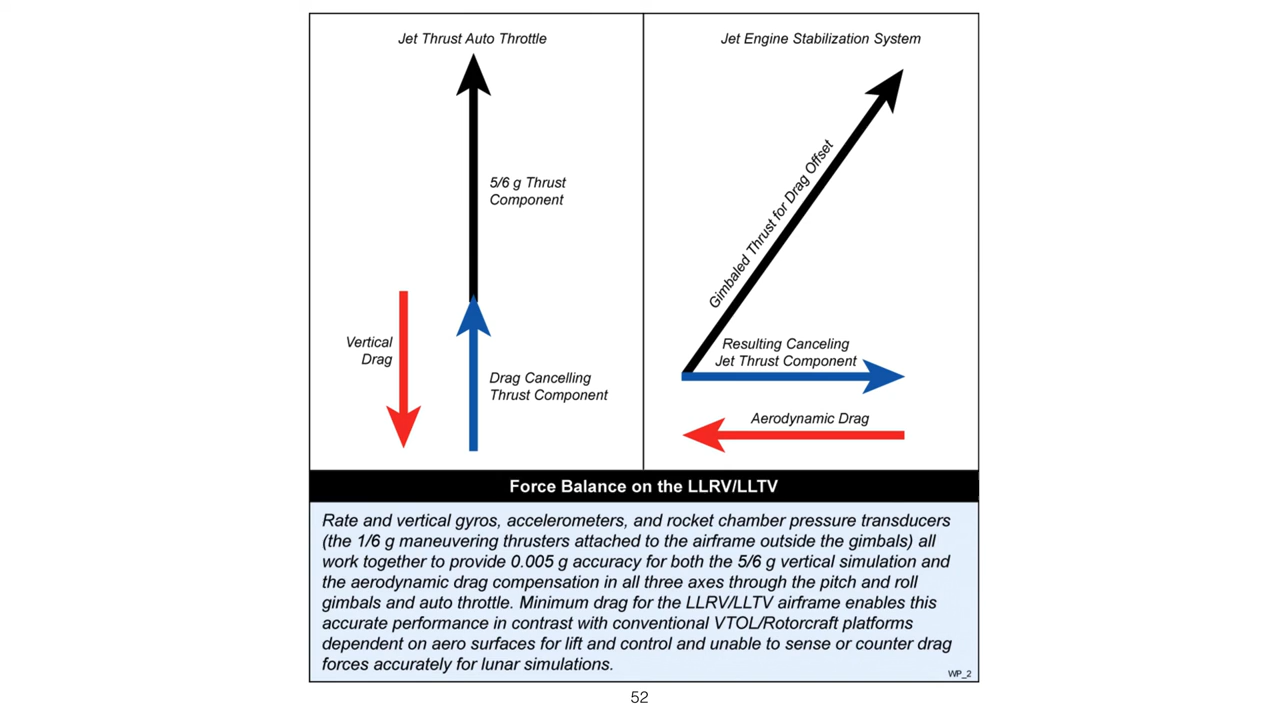 Jet Thrust Auto Throttle
5/6 g Thrust
Component
Vertical
Drag
Drag Cancelling
Thrust Component
Jet Engine Stabilization System
Gimbaled Thrust for Drag Offset
Resulting Canceling
Jet Thrust Component
Aerodynamic Drag
Force Balance on the LLRV/LLTV
Rate and vertical gyros, accelerometers, and rocket chamber pressure transducers
(the 1/6 g maneuvering thrusters attached to the airframe outside the gimbals) all
work together to provide 0.005 g accuracy for both the 5/6 g vertical simulation and
the aerodynamic drag compensation in all three axes through the pitch and roll
gimbals and auto throttle. Minimum drag for the LLRV/LLTV airframe enables this
accurate performance in contrast with conventional VTOL/Rotorcraft platforms
dependent on aero surfaces for lift and control and unable to sense or counter drag
forces accurately for lunar simulations.
WP_2
52